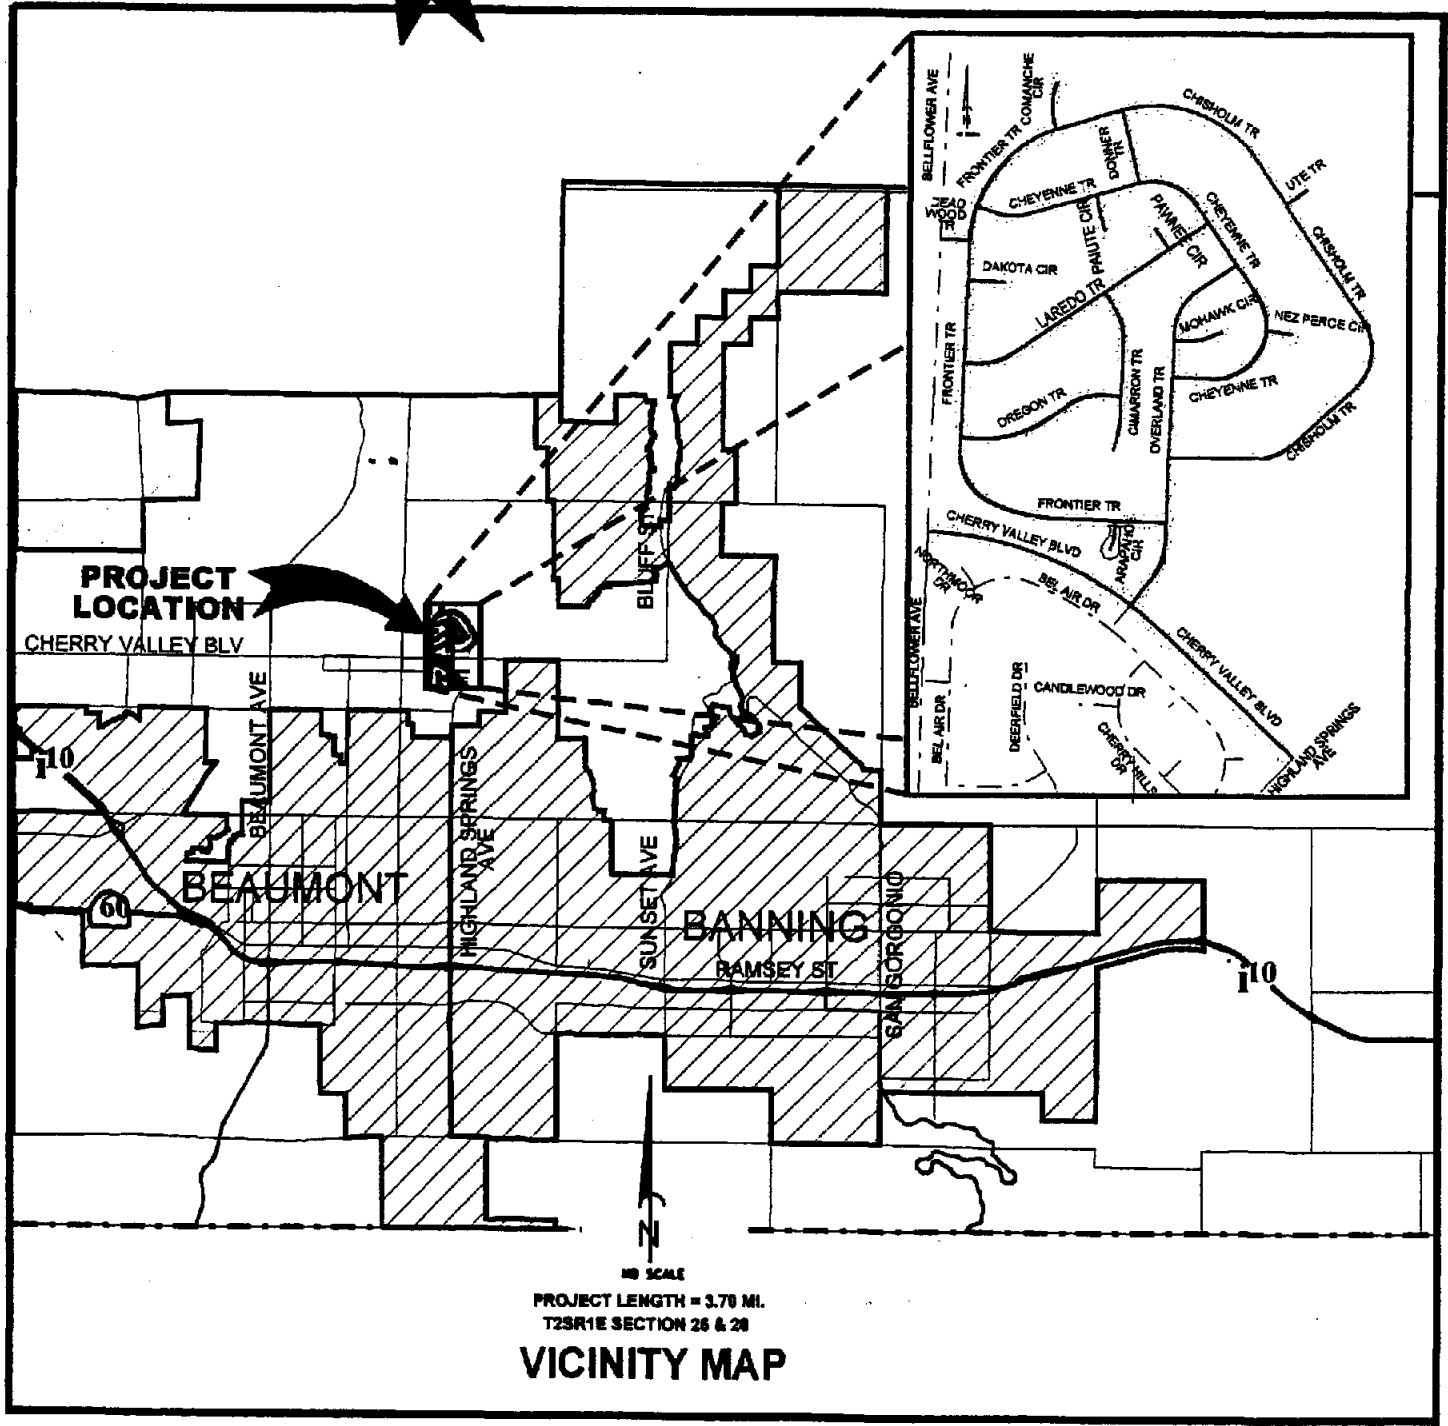 BELLFLOWER AVE
COMANCHE
CIR
FRONTIER TR
CHISHOLM TR
DONNER
TR
UTE TR
CHEYENNE TR
WOOD
PAIUTE CIR
PAWNEE CIR
CHEYENNE TR
CHISHOLM TR
DAKOTA CIR
LAREDO TR
MOHAWK CIR
NEZ PERCE CIR
FRONTIER TR
CIMARRON TR
OVERLAND TR
CHEYENNE TR
OREGON TR
CHISHOLM TR
FRONTIER TR
CHERRY VALLEY BLVD
ARAPAHOE
CIR
NORTHMOOR
DR
BEL AIR DR
BELLFLOWER AVE
CHERRY VALLEY BLVD
DEERFIELD DR
CANDLEWOOD DR
BEL AIR DR
CHERRY HILLS
DR
HIGHLAND SPRINGS
AVE
PROJECT
LOCATION
CHERRY VALLEY BLV
BLUFF ST
BEAUMONT AVE
i10
HIGHLAND SPRINGS
AVE
SUNSET AVE
SAN GORGONIO
60
BEAUMONT
BANNING
RAMSEY ST
i10
N
NO SCALE
PROJECT LENGTH = 3.70 MI.
VICINITY MAP